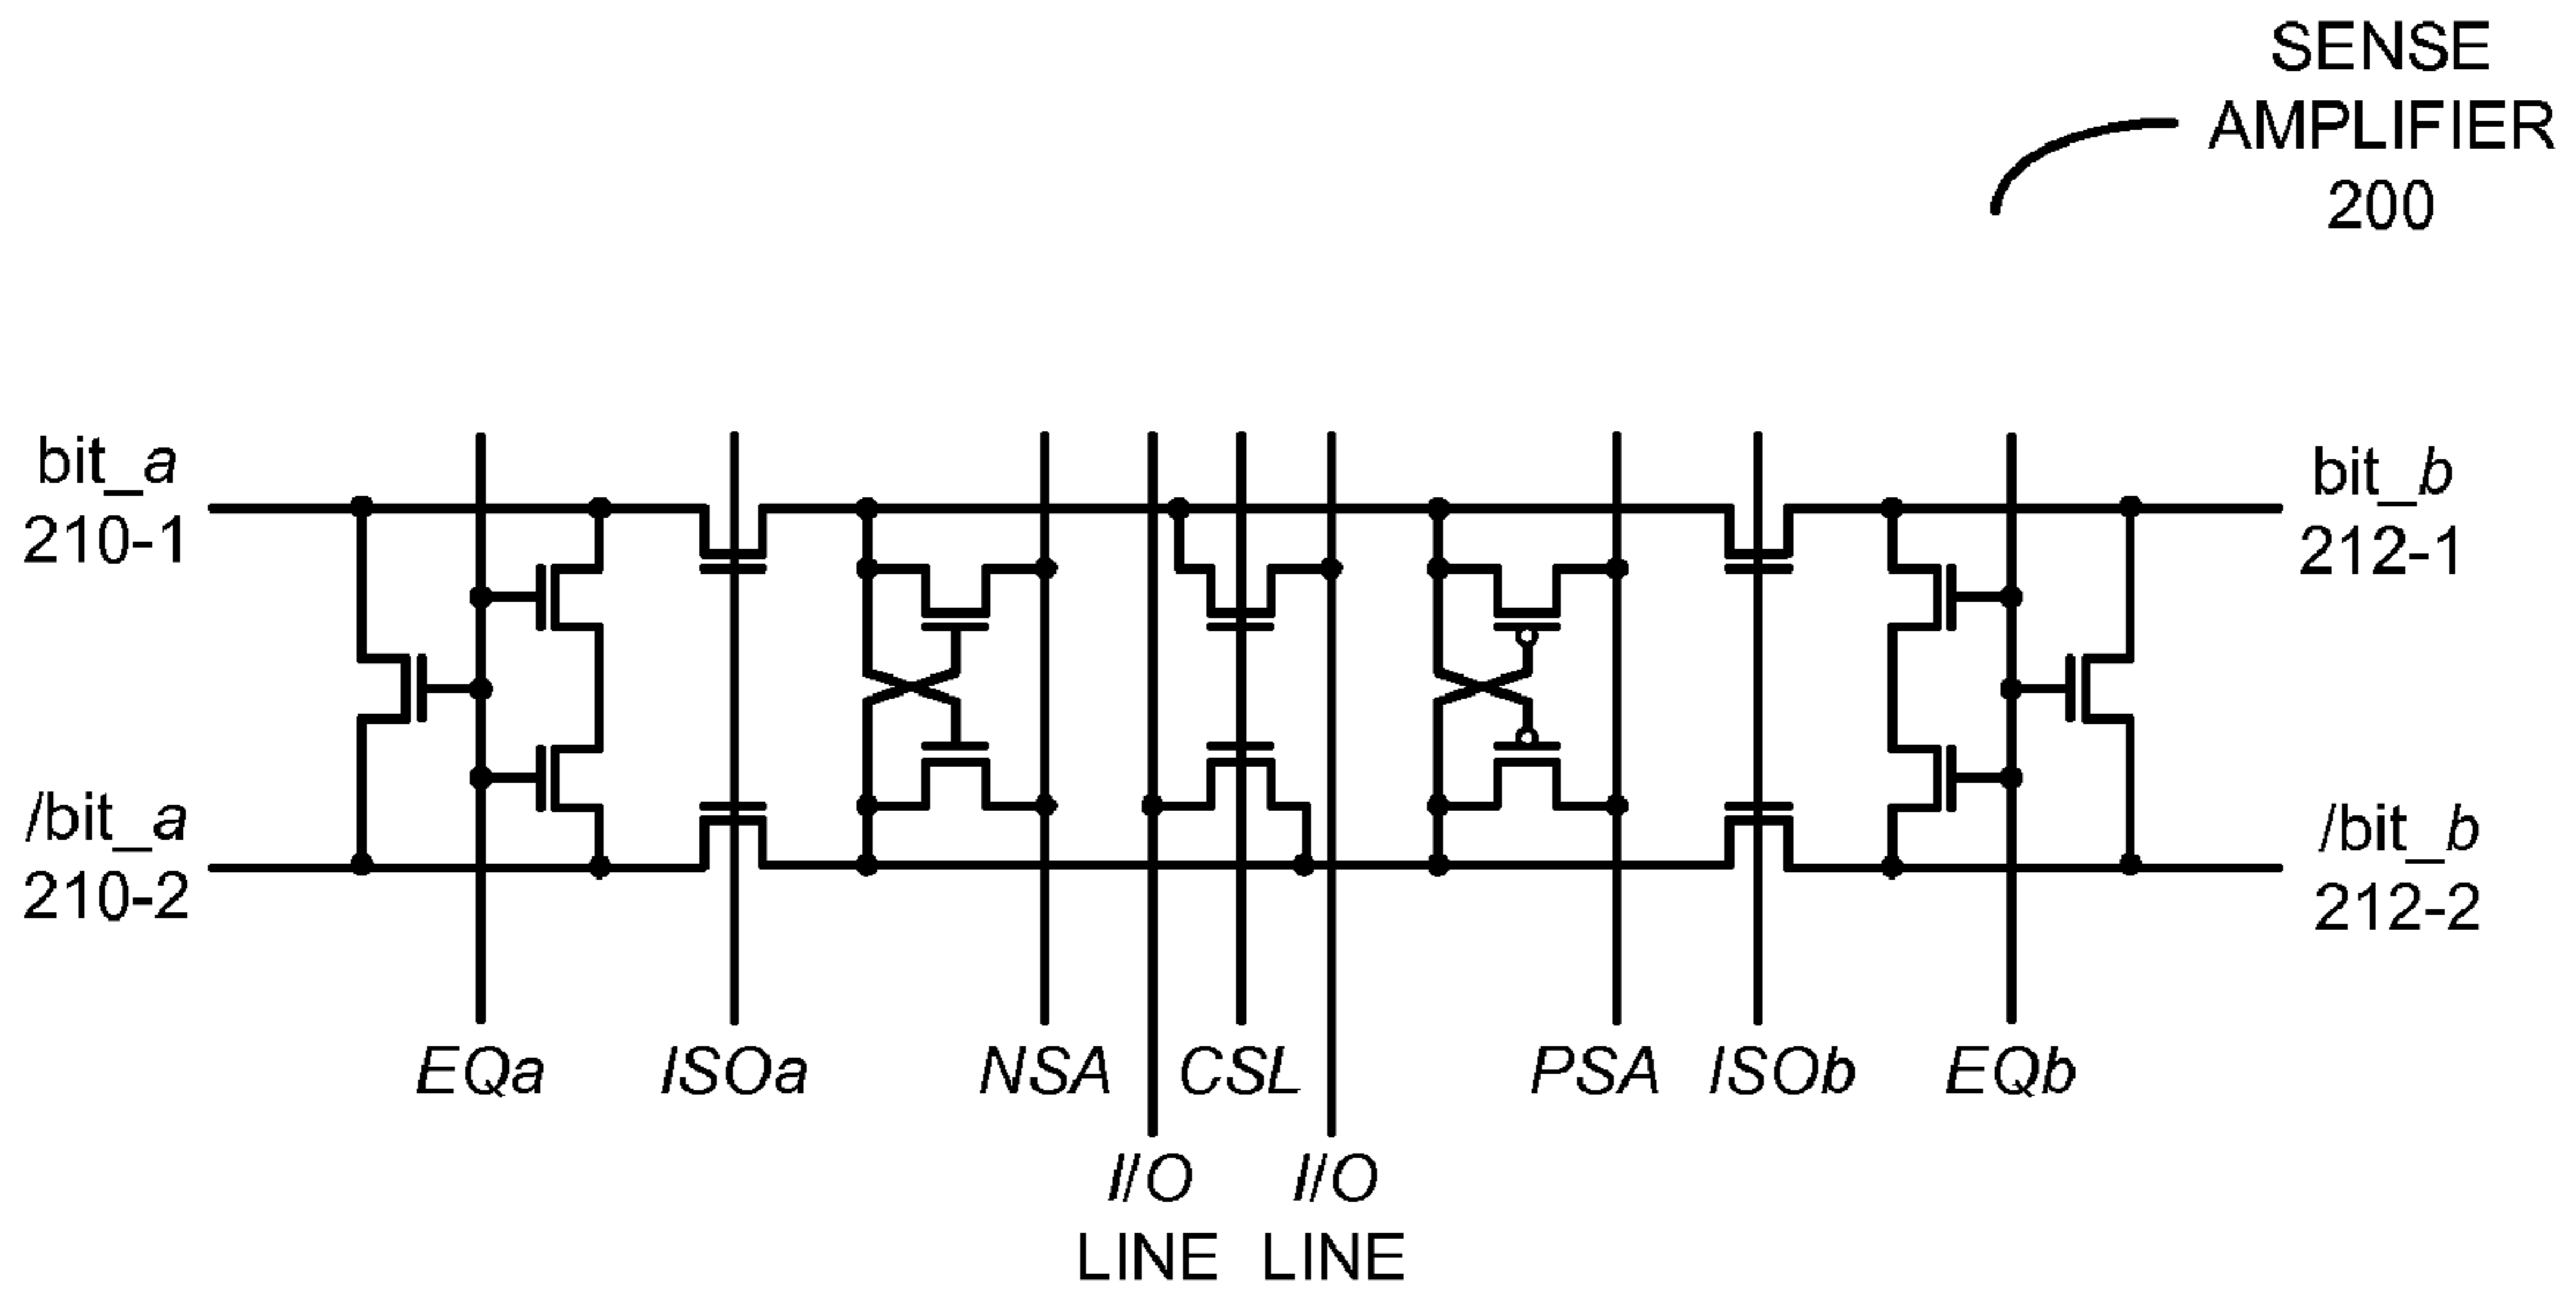 SENSE
AMPLIFIER
200
bit_a
210-1
bit_b
212-1
/bit_a
210-2
/bit_b
212-2
EQa ISOa NSA CSL PSA ISOb EQb
I/O I/O
LINE LINE